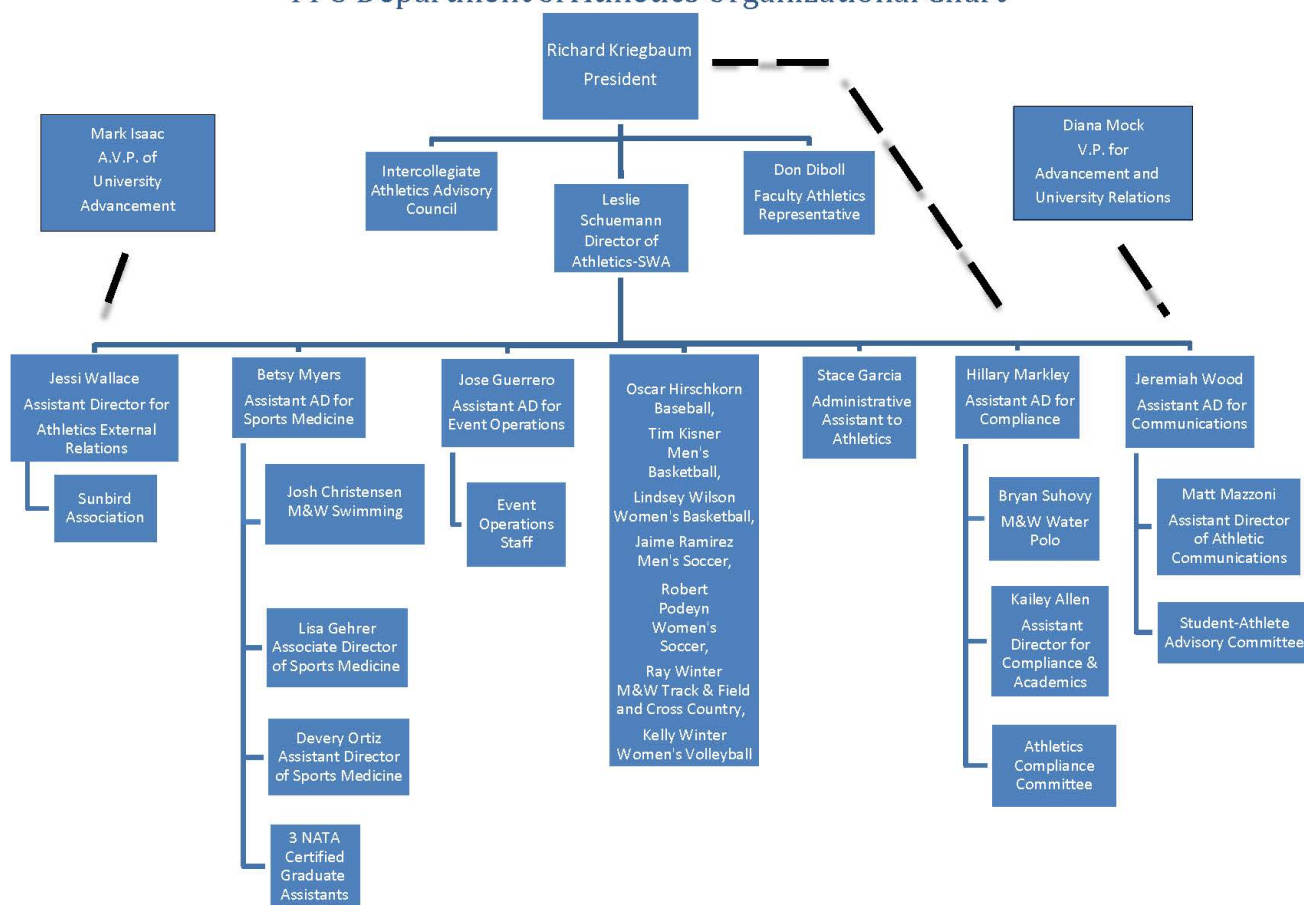 Richard Kriegbaum
President
Mark Isaac
A.V.P. of
University
Advancement
Diana Mock
V.P. for
Advancement and
University Relations
Intercollegiate
Athletics Advisory
Council
Leslie
Schuemann
Director of
Athletics-SWA
Don Diboll
Faculty Athletics
Representative
Jessi Wallace
Assistant Director for
Athletics External
Relations
Sunbird
Association
Betsy Myers
Assistant AD for
Sports Medicine
Josh Christensen
M&W Swimming
Lisa Gehrer
Associate Director
of Sports Medicine
Devery Ortiz
Assistant Director
of Sports Medicine
3 NATA
Certified
Graduate
Assistants
Jose Guerrero
Assistant AD for
Event Operations
Event
Operations
Staff
Oscar Hirschkorn
Baseball,
Tim Kisner
Men's
Basketball,
Lindsey Wilson
Women's Basketball,
Jaime Ramirez
Men's Soccer,
Robert
Podeyn
Women's
Soccer,
Ray Winter
M&W Track & Field
and Cross Country,
Kelly Winter
Women's Volleyball
Stace Garcia
Administrative
Assistant to
Athletics
Hillary Markley
Assistant AD for
Compliance
Bryan Suhovy
M&W Water
Polo
Kailey Allen
Assistant
Director for
Compliance &
Academics
Athletics
Compliance
Committee
Jeremiah Wood
Assistant AD for
Communications
Matt Mazzoni
Assistant Director
of Athletic
Communications
Student-Athlete
Advisory Committee